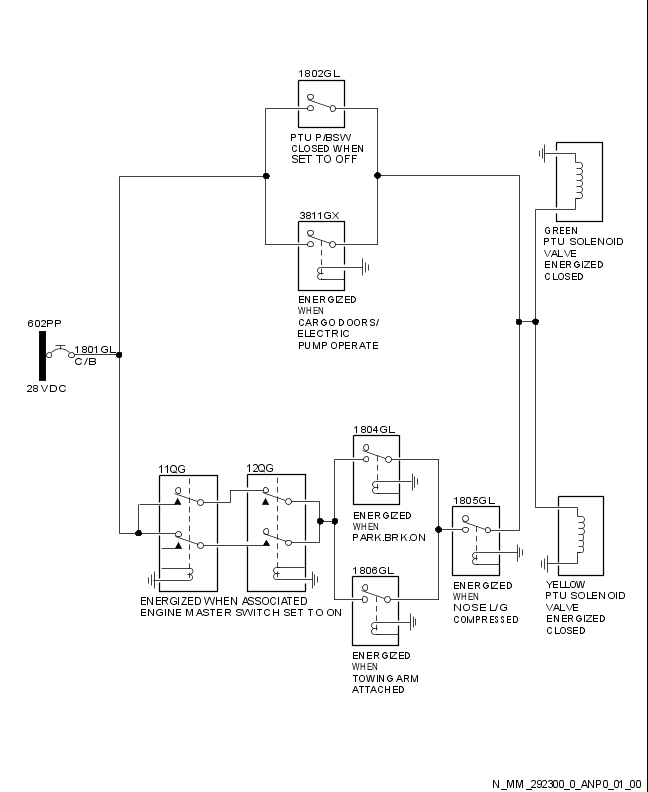 1802GL
PTU P/BSW
CLOSED WHEN
SET TO OFF
3811GX
ENERGIZED
WHEN
CARGO DOORS/
ELECTRIC
PUMP OPERATE
GREEN
PTU SOLENOID
VALVE
ENERGIZED
CLOSED
602PP
1801GL
C/B
28 VDC
11QG
12QG
ENERGIZED WHEN ASSOCIATED
ENGINE MASTER SWITCH SET TO ON
1804GL
ENERGIZED
WHEN
PARK.BRK.ON
1806GL
ENERGIZED
WHEN
TOWING ARM
ATTACHED
1805GL
ENERGIZED
WHEN
NOSE L/G
COMPRESSED
YELLOW
PTU SOLENOID
VALVE
ENERGIZED
CLOSED
N_MM_292300_0_ANP0_01_00